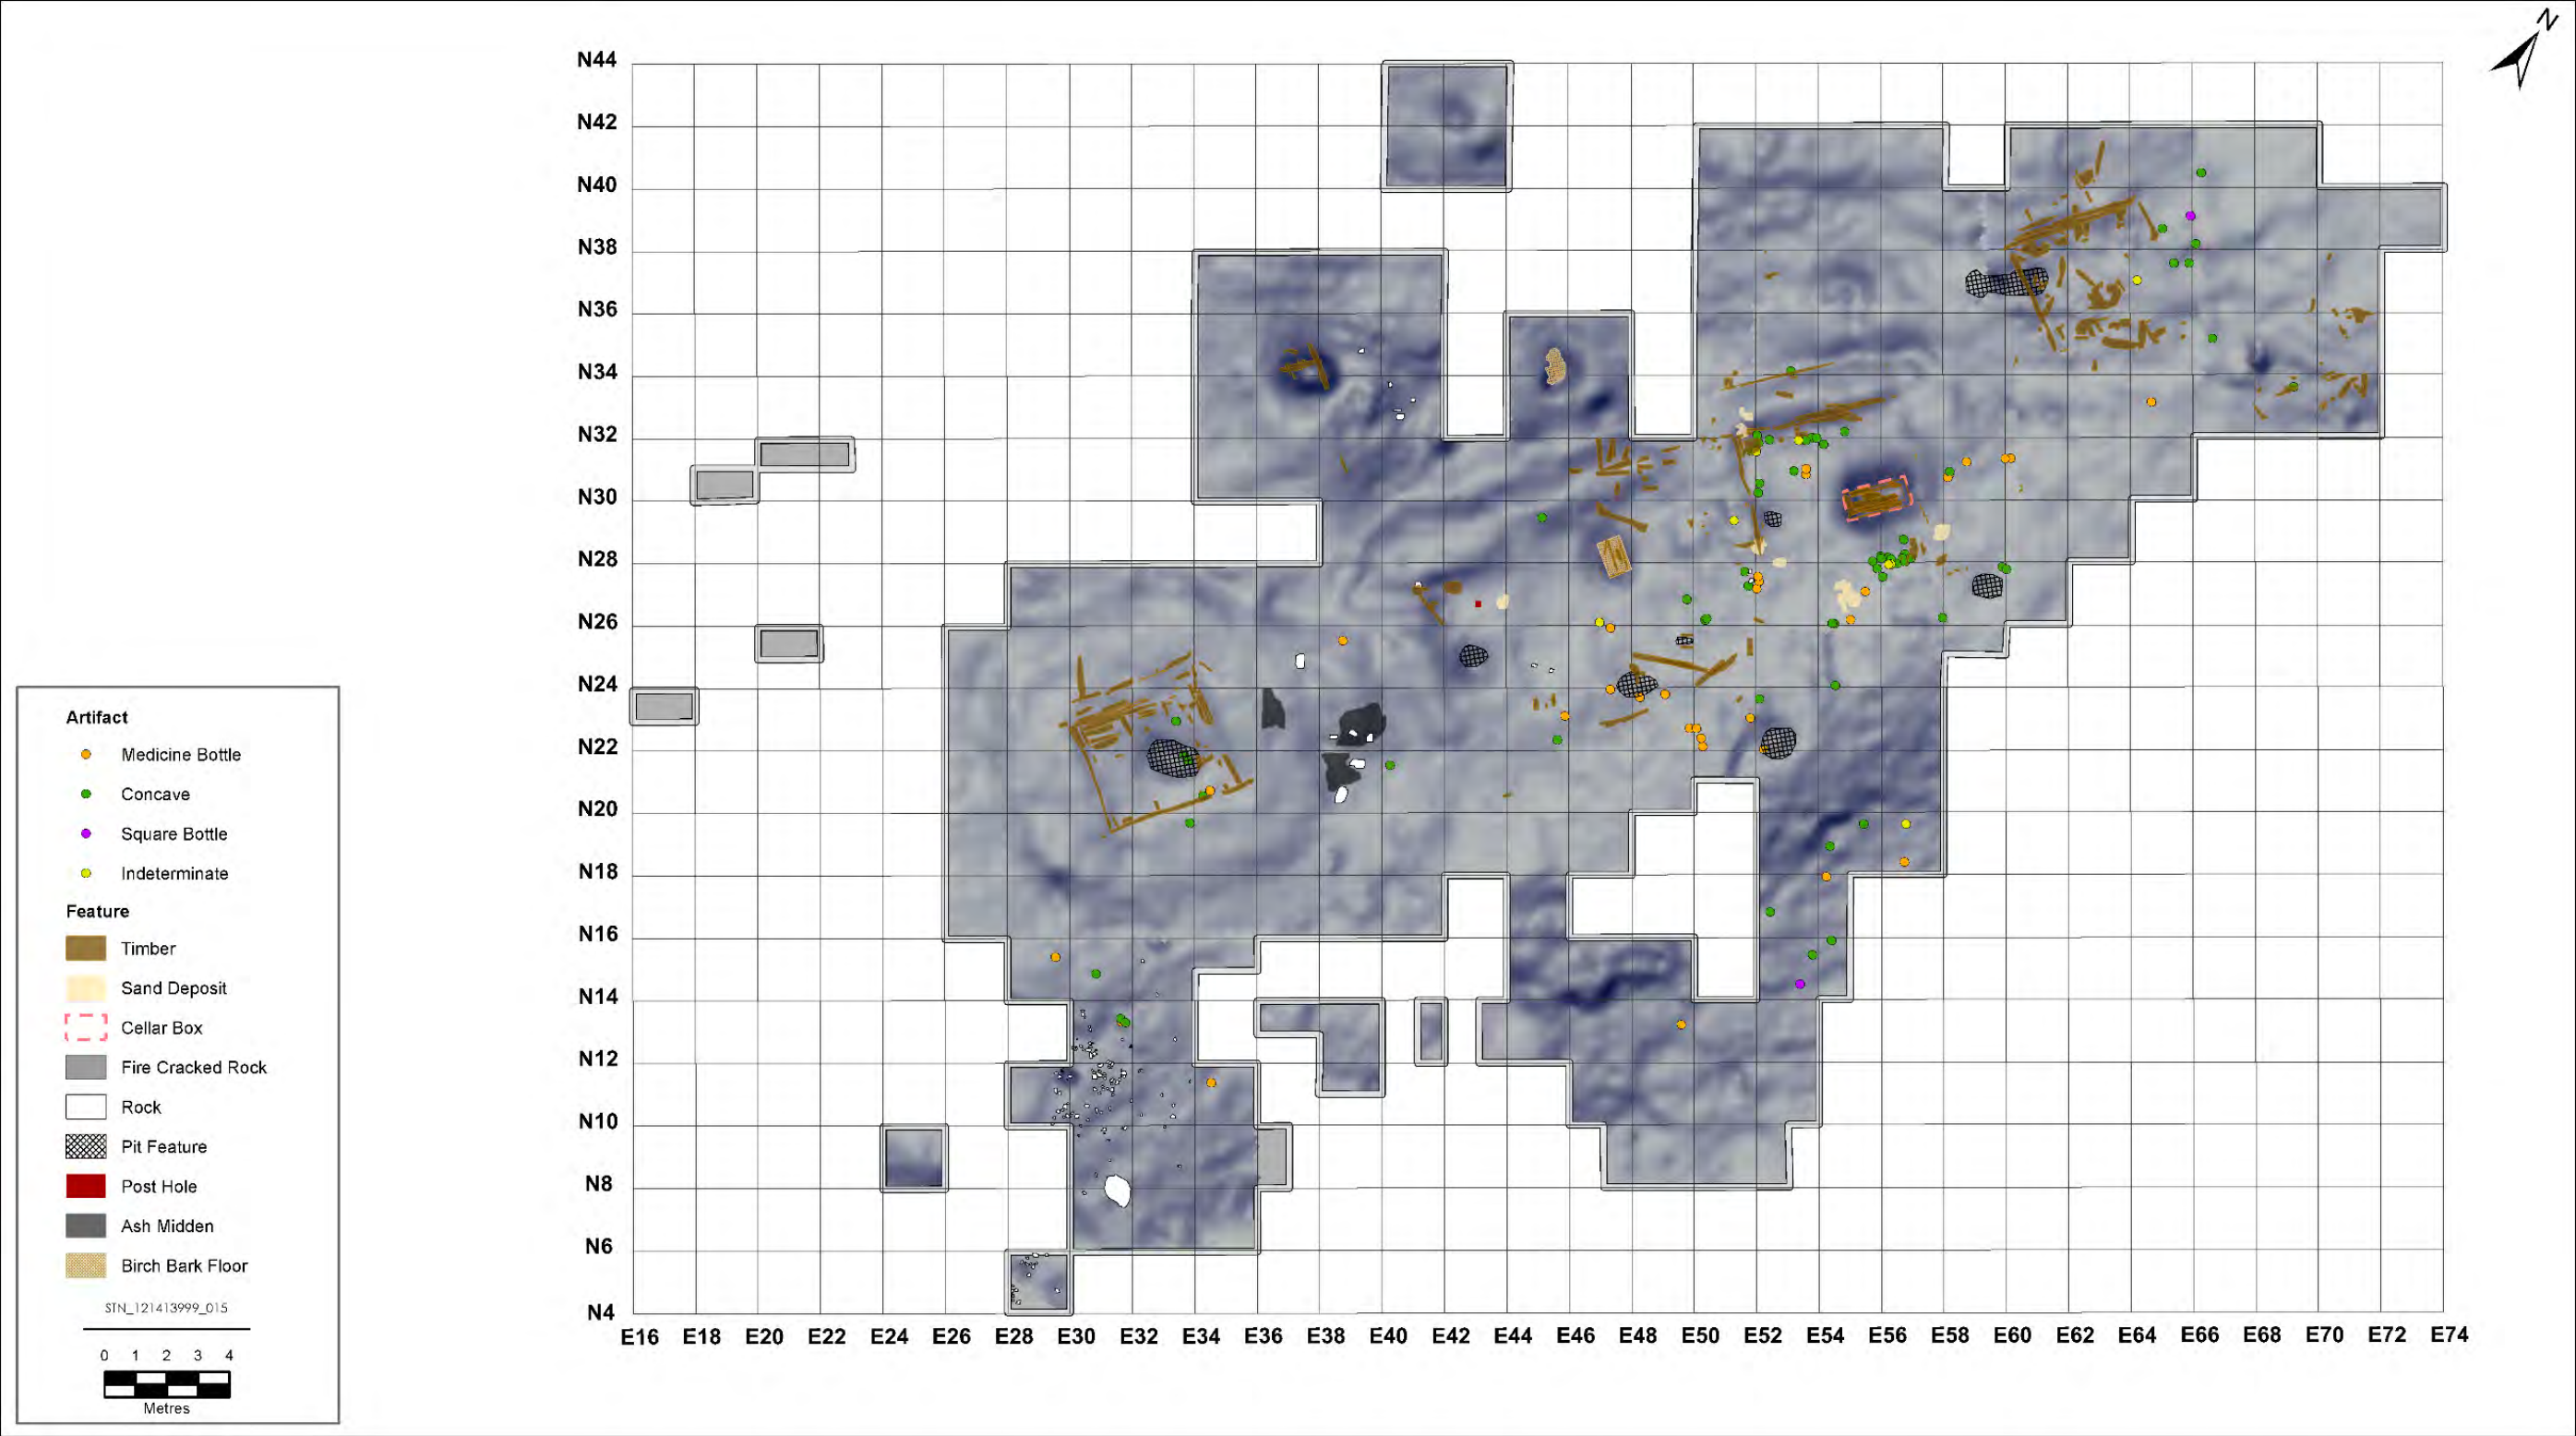 N
N44
N42
N40
N38
N36
N34
N32
N30
N28
N26
N24
N22
N20
N18
N16
N14
N12
N10
N8
N6
N4
E16 E18 E20 E22 E24 E26 E28 E30 E32 E34 E36 E38 E40 E42 E44 E46 E48 E50 E52 E54 E56 E58 E60 E62 E64 E66 E68 E70 E72 E74
Artifact
Medicine Bottle
Concave
Square Bottle
Indeterminate
Feature
Timber
Sand Deposit
Cellar Box
Fire Cracked Rock
Rock
Pit Feature
Post Hole
Ash Midden
Birch Bark Floor
STN_121413999_015
0 1 2 3 4
Metres